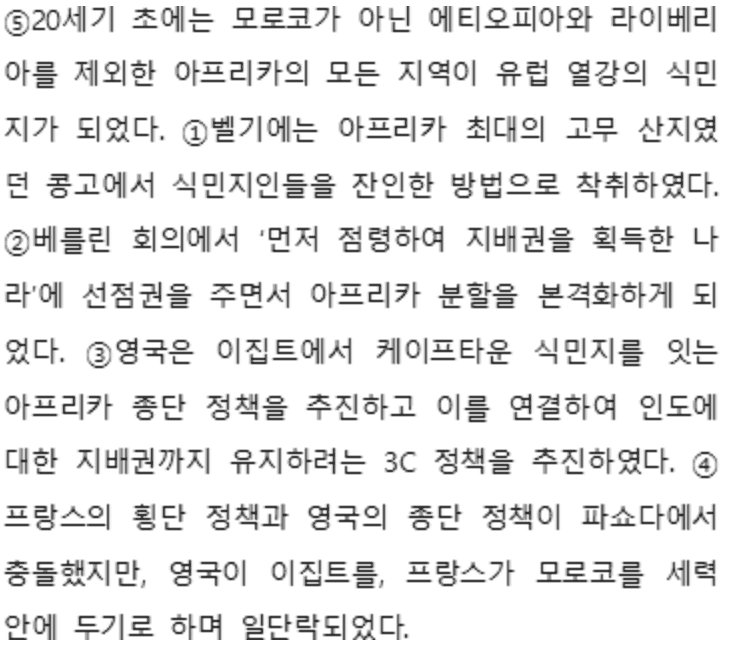 ⑤20세기 초에는 모로코가 아닌 에티오피아와 라이베리
아를 제외한 아프리카의 모든 지역이 유럽 열강의 식민
지가 되었다. ①벨기에는 아프리카 최대의 고무 산지였
던 콩고에서 식민지인들을 잔인한 방법으로 착취하였다.
②베를린 회의에서 '먼저 점령하여 지배권을 획득한 나
라'에 선점권을 주면서 아프리카 분할을 본격화하게 되
었다. ③영국은 이집트에서 케이프타운 식민지를 잇는
아프리카 종단 정책을 추진하고 이를 연결하여 인도에
대한 지배권까지 유지하려는 3C 정책을 추진하였다. ④
프랑스의 횡단 정책과 영국의 종단 정책이 파쇼다에서
충돌했지만, 영국이 이집트를, 프랑스가 모로코를 세력
안에 두기로 하며 일단락되었다.